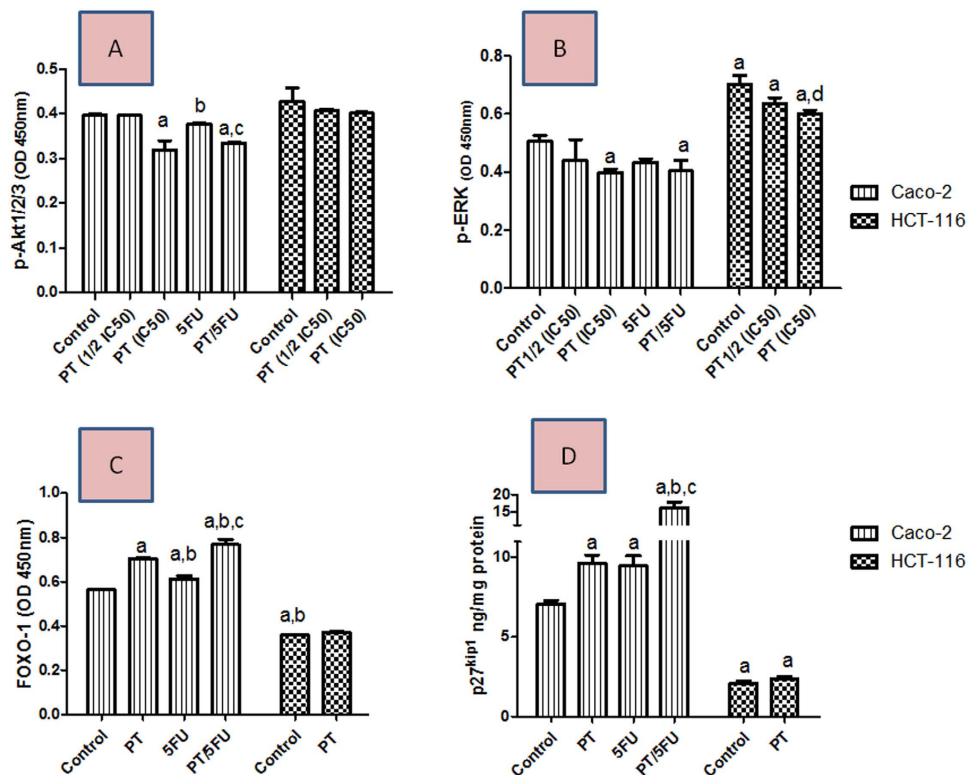 A
p-Akt1/2/3 (OD 450nm)
0.5
0.4
0.3
0.2
0.1
0.0
a
b
a,c
Control
PT (1/2 IC50)
PT (IC50)
5FU
PT/5FU
Control
PT (1/2 IC50)
PT (IC50)
B
p-ERK (OD 450nm)
0.8
0.6
0.4
0.2
0.0
a
a
a
a
a,d
Control
PT1/2 (IC50)
PT (IC50)
5FU
PT/5FU
Control
PT1/2 (IC50)
PT (IC50)
Caco-2
HCT-116
C
FOXO-1 (OD 450nm)
1.0
0.8
0.6
0.4
0.2
0.0
a
a,b
a,b,c
a,b
Control
PT
5FU
PT/5FU
Control
PT
D
p27kip1 ng/mg protein
20
15
10
5
0
a
a
a,b,c
a
a
Control
PT
5FU
PT/5FU
Control
PT
Caco-2
HCT-116